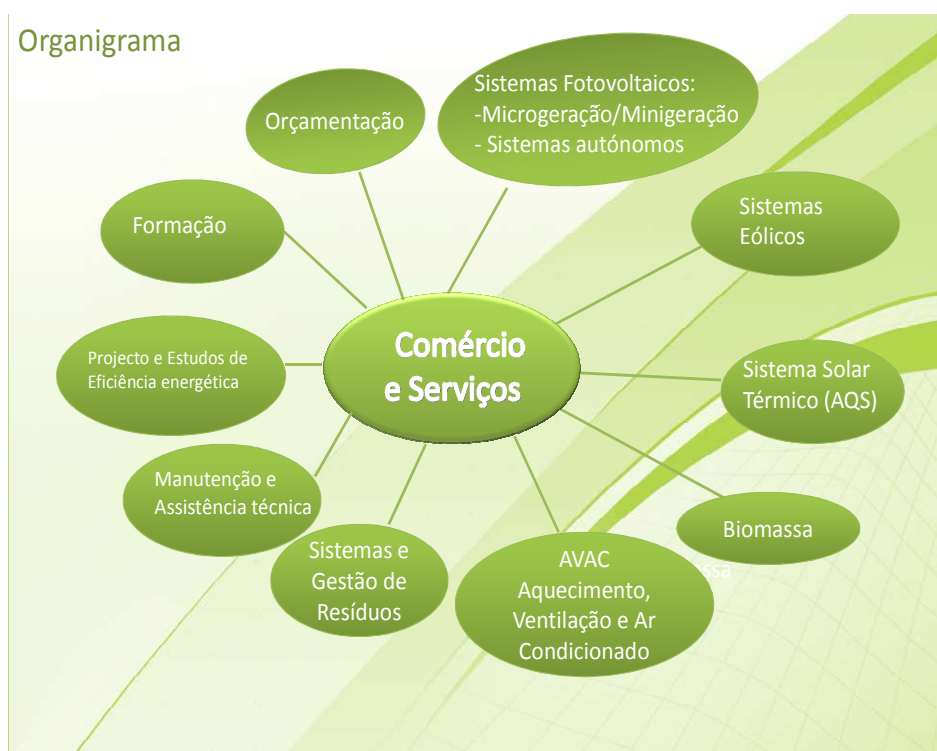 Organigrama
Sistemas Fotovoltaicos:
-Microgeração/Minigeração
- Sistemas autónomos
Orçamentação
Sistemas
Eólicos
Formação
Comércio
e Serviços
Projecto e Estudos de
Eficiência energética
Sistema Solar
Térmico (AQS)
Manutenção e
Assistência técnica
Biomassa
Sistemas e
Gestão de
Resíduos
AVAC
Aquecimento,
Ventilação e Ar
Condicionado